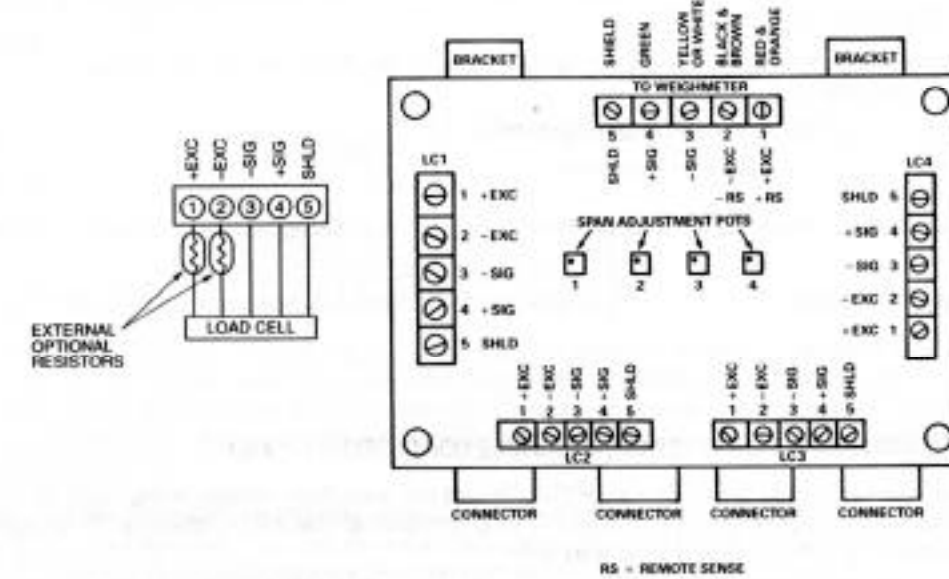 +EXC
-EXC
-SIG
+SIG
SHLD
1 2 3 4 5
LOAD CELL
EXTERNAL
OPTIONAL
RESISTORS
BRACKET
SHIELD
GREEN
YELLOW
OR WHITE
BLACK &
BROWN
RED &
ORANGE
BRACKET
TO WEIGHMETER
5 4 3 2 1
SHLD
+SIG
-SIG
-EXC
+EXC
-RS +RS
LC1
1 +EXC
2 -EXC
3 -SIG
4 +SIG
5 SHLD
SPAN ADJUSTMENT POTS
1 2 3 4
LC4
SHLD 5
+SIG 4
-SIG 3
-EXC 2
+EXC 1
+EXC
-EXC
-SIG
+SIG
SHLD
1 2 3 4 5
LC2
+EXC
-EXC
-SIG
+SIG
SHLD
1 2 3 4 5
LC3
CONNECTOR
CONNECTOR
CONNECTOR
CONNECTOR
RS - REMOTE SENSE